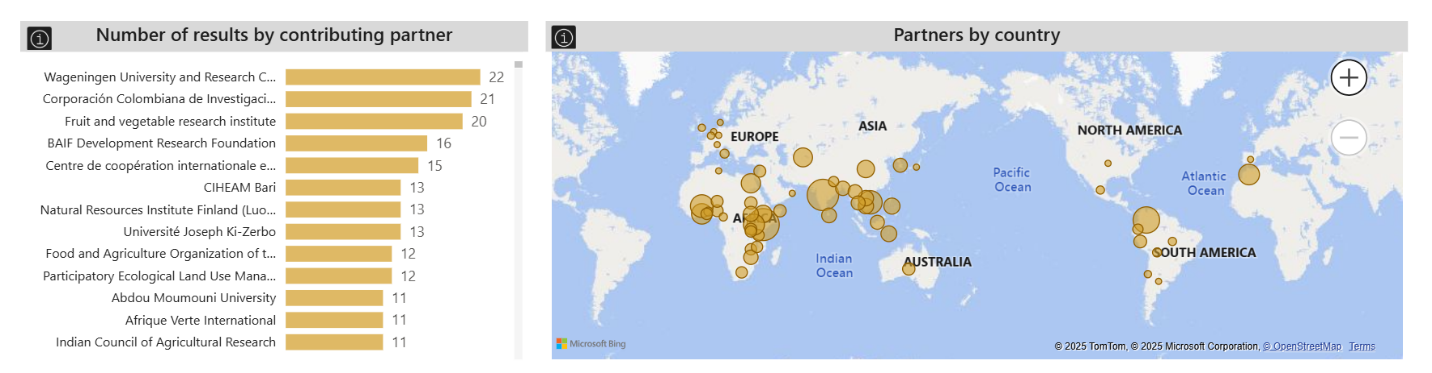 Number of results by contributing partner
Wageningen University and Research C... 22
Corporación Colombiana de Investigaci... 21
Fruit and vegetable research institute 20
BAIF Development Research Foundation 16
Centre de coopération internationale e... 15
CIHEAM Bari 13
Natural Resources Institute Finland (Luo... 13
Université Joseph Ki-Zerbo 13
Food and Agriculture Organization of t... 12
Participatory Ecological Land Use Mana... 12
Abdou Moumouni University 11
Afrique Verte International 11
Indian Council of Agricultural Research 11
Partners by country
EUROPE
ASIA
NORTH AMERICA
Pacific
Ocean
Atlantic
Ocean
Indian
Ocean
AUSTRALIA
SOUTH AMERICA
Microsoft Bing
© 2025 TomTom, © 2025 Microsoft Corporation, © OpenStreetMap Terms